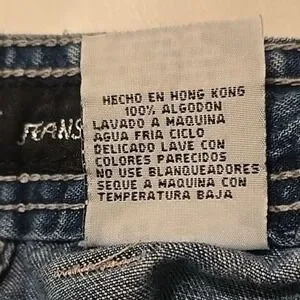 JEANS
HECHO EN HONG KONG
100% ALGODON
LAVADO A MAQUINA
AGUA FRIA CICLO
DELICADO LAVE CON
COLORES PARECIDOS
NO USE BLANQUEADORES
SEQUE A MAQUINA CON
TEMPERATURA BAJA